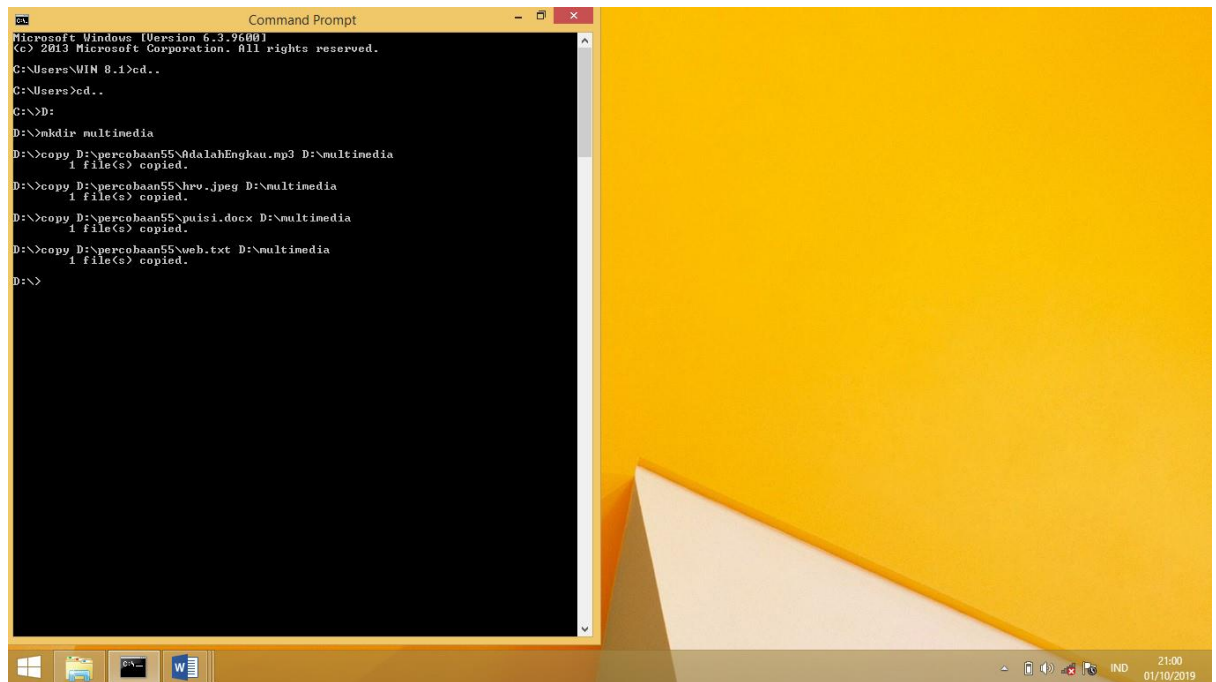 Command Prompt
Microsoft Windows [Version 6.3.9600]
(c) 2013 Microsoft Corporation. All rights reserved.
C:\Users\WIN 8.1>cd..
C:\Users>cd..
C:\>D:
D:\>mkdir multimedia
D:\>copy D:\percobaan55\AdalahEngkau.mp3 D:\multimedia
1 file(s) copied.
D:\>copy D:\percobaan55\hrv.jpeg D:\multimedia
1 file(s) copied.
D:\>copy D:\percobaan55\puisi.docx D:\multimedia
1 file(s) copied.
D:\>copy D:\percobaan55\web.txt D:\multimedia
1 file(s) copied.
D:\>
IND
21:00
01/10/2019